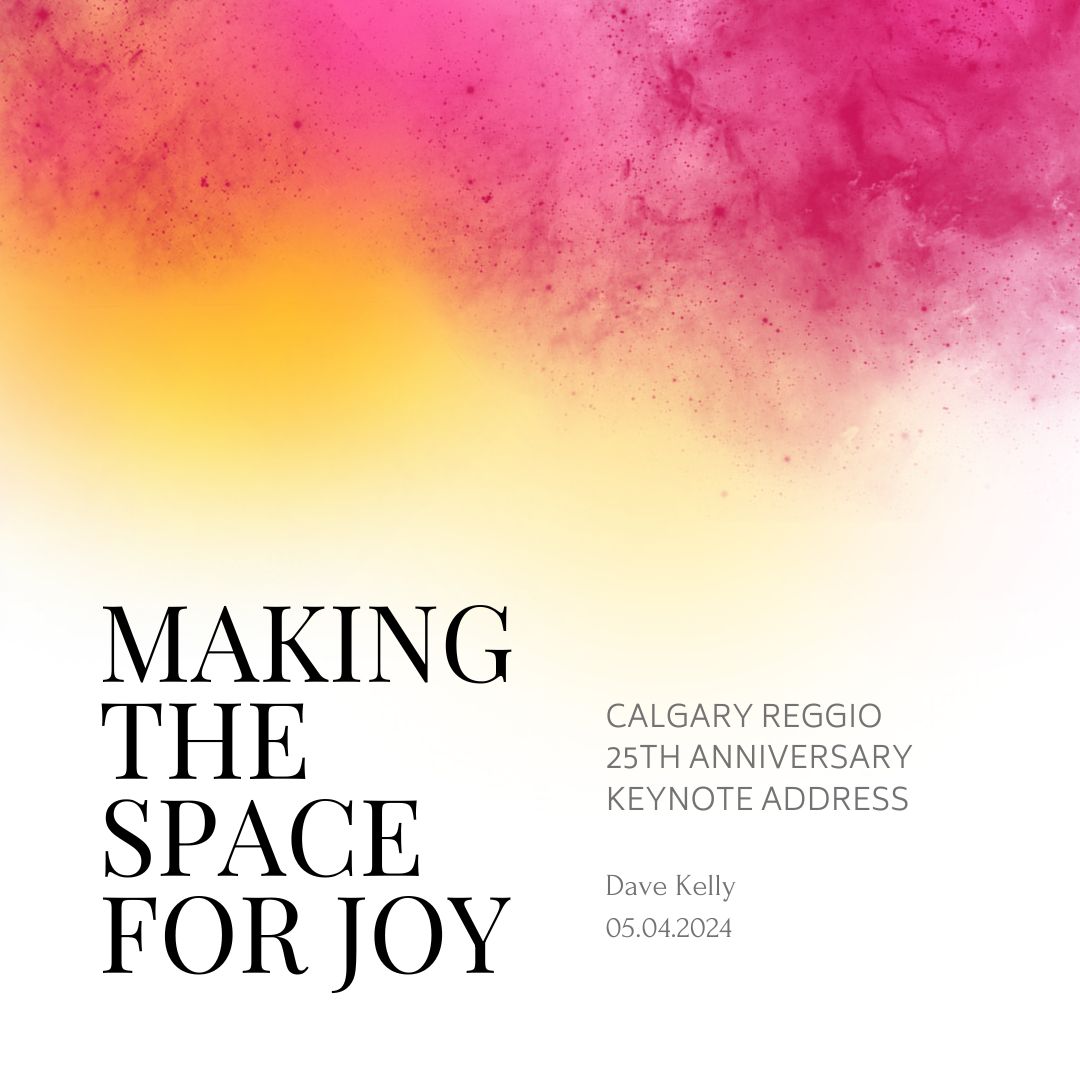 MAKING
THE
SPACE
FOR JOY
CALGARY REGGIO
25TH ANNIVERSARY
KEYNOTE ADDRESS
Dave Kelly
05.04.2024